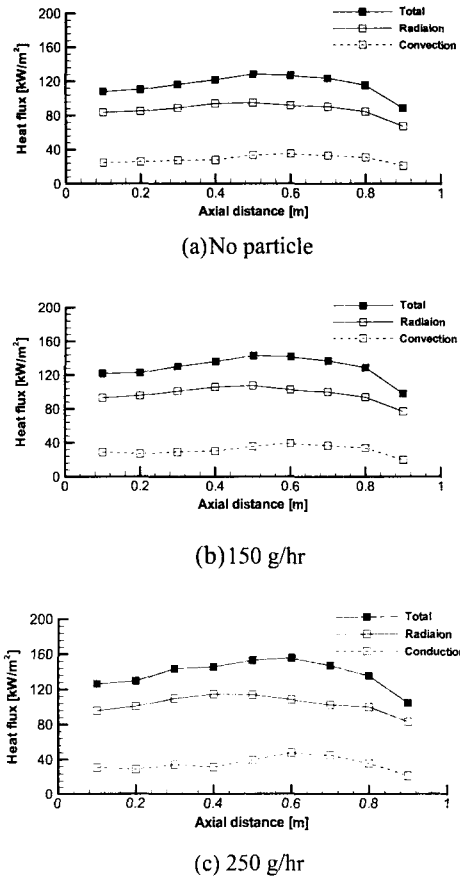 200
160
120
80
40
0
Heat flux [kW/m²]
Total
Radiaion
Convection
0
0.2
0.4
0.6
0.8
1
Axial distance [m]
(a)No particle
200
160
120
80
40
0
Heat flux [kW/m²]
Total
Radiaion
Convection
0
0.2
0.4
0.6
0.8
1
Axial distance [m]
(b)150 g/hr
200
160
120
80
40
0
Heat flux [kW/m²]
Total
Radiaion
Conduction
0
0.2
0.4
0.6
0.8
1
Axial distance [m]
(c) 250 g/hr